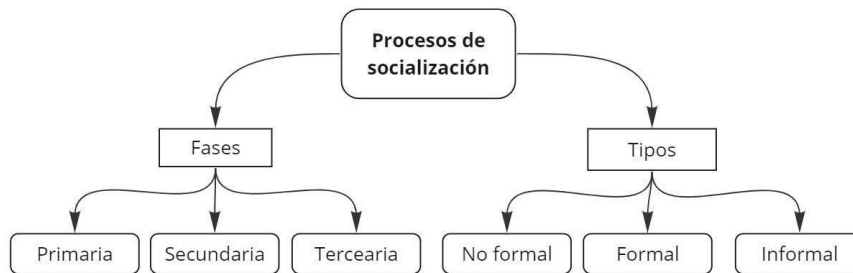 Procesos de
socialización
Fases
Tipos
Primaria
Secundaria
Tercearia
No formal
Formal
Informal